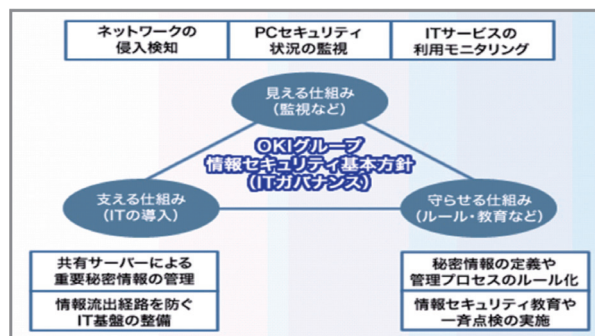 ネットワークの
侵入検知
PCセキュリティ
状況の監視
ITサービスの
利用モニタリング
見える仕組み
(監視など)
OKIグループ
情報セキュリティ基本方針
(ITガバナンス)
支える仕組み
(ITの導入)
守らせる仕組み
(ルール・教育など)
共有サーバーによる
重要秘密情報の管理
情報流出経路を防ぐ
IT基盤の整備
秘密情報の定義や
管理プロセスのルール化
情報セキュリティ教育や
一斉点検の実施